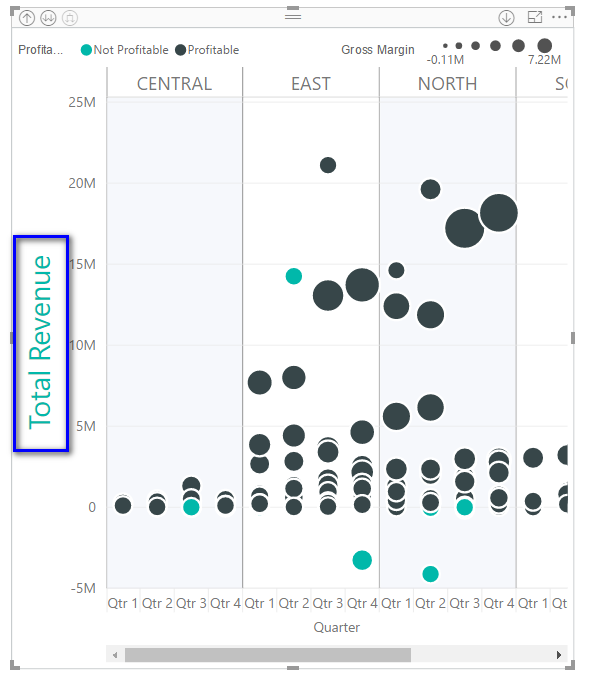 Profita... Not Profitable Profitable Gross Margin
-0.11M 7.22M
CENTRAL EAST NORTH
25M
20M
15M
10M
5M
0
-5M
Total Revenue
Qtr 1 Qtr 2 Qtr 3 Qtr 4 Qtr 1 Qtr 2 Qtr 3 Qtr 4 Qtr 1 Qtr 2 Qtr 3 Qtr 4 Qtr 1
Quarter